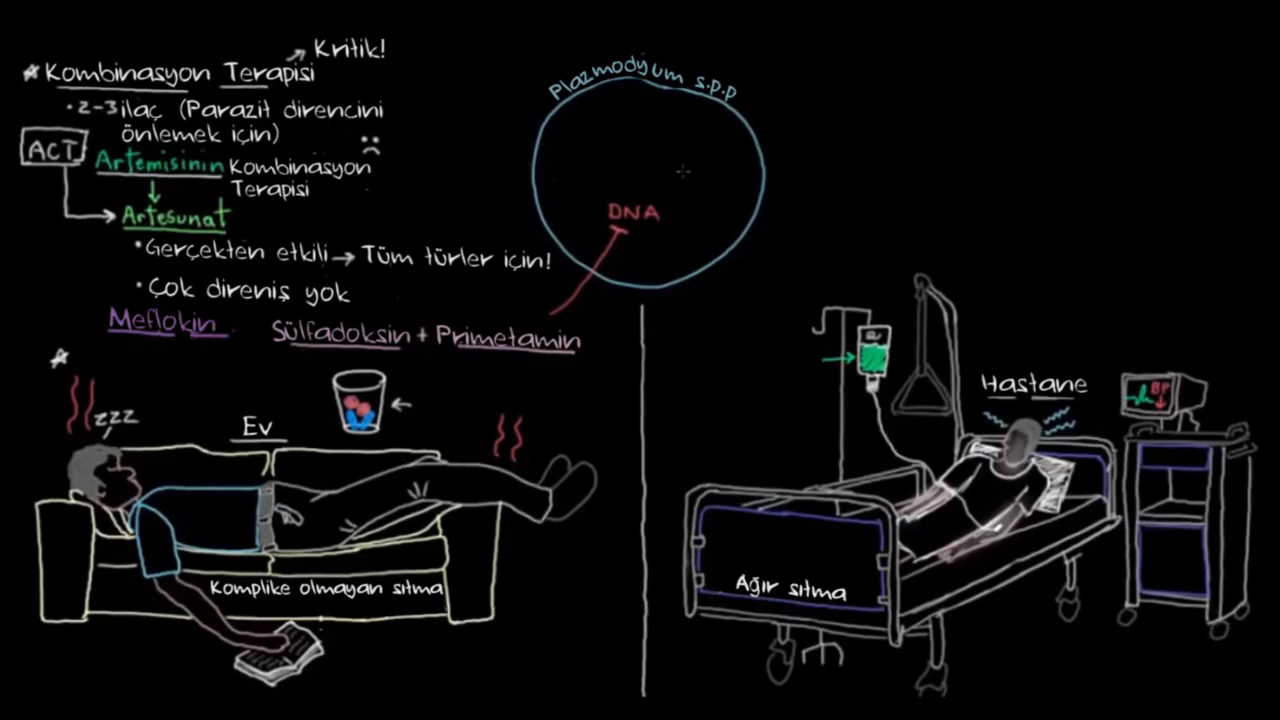 Kritik!
*Kombinasyon Terapisi
•2-3 ilaç (Parazit direncini
önlemek için)
ACT
Artemisinin Kombinasyon
Terapisi
Artesunat
•Gerçekten etkili → Tüm türler için!
•Çok direniş yok
Meflokin
Sülfadoksin + Primetamin
Plazmodyum s.p.p
DNA
zzz
Ev
Komplike olmayan sıtma
Hastane
BP
Ağır sıtma